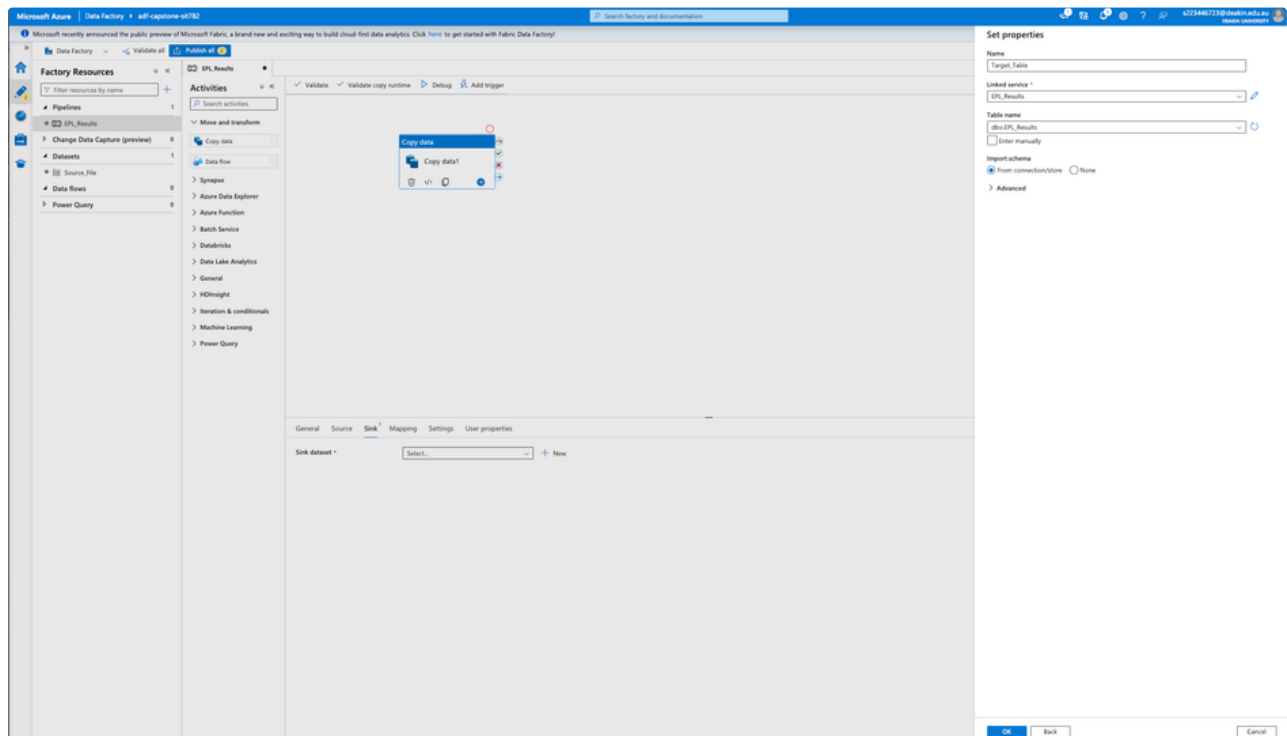 Microsoft Azure | Data Factory ▸ adf-capstone-sit782
Search factory and documentation
s223446723@deakin.edu.au
DEAKIN UNIVERSITY
Microsoft recently announced the public preview of Microsoft Fabric, a brand new and exciting way to build cloud-first data analytics. Click here to get started with Fabric Data Factory!
Data Factory
Validate all
Publish all
Factory Resources
Filter resources by name
Pipelines 1
EPL_Results
Change Data Capture (preview) 0
Datasets 1
Source_File
Data flows 0
Power Query 0
EPL_Results
Activities
Search activities
Move and transform
Copy data
Data flow
Synapse
Azure Data Explorer
Azure Function
Batch Service
Databricks
Data Lake Analytics
General
HDInsight
Iteration & conditionals
Machine Learning
Power Query
Validate Validate copy runtime Debug Add trigger
Copy data
Copy data1
General Source Sink 1 Mapping Settings User properties
Sink dataset *
Select...
New
Set properties
Name
Target_Table
Linked service *
EPL_Results
Table name
dbo.EPL_Results
Enter manually
Import schema
From connection/store None
Advanced
OK Back Cancel